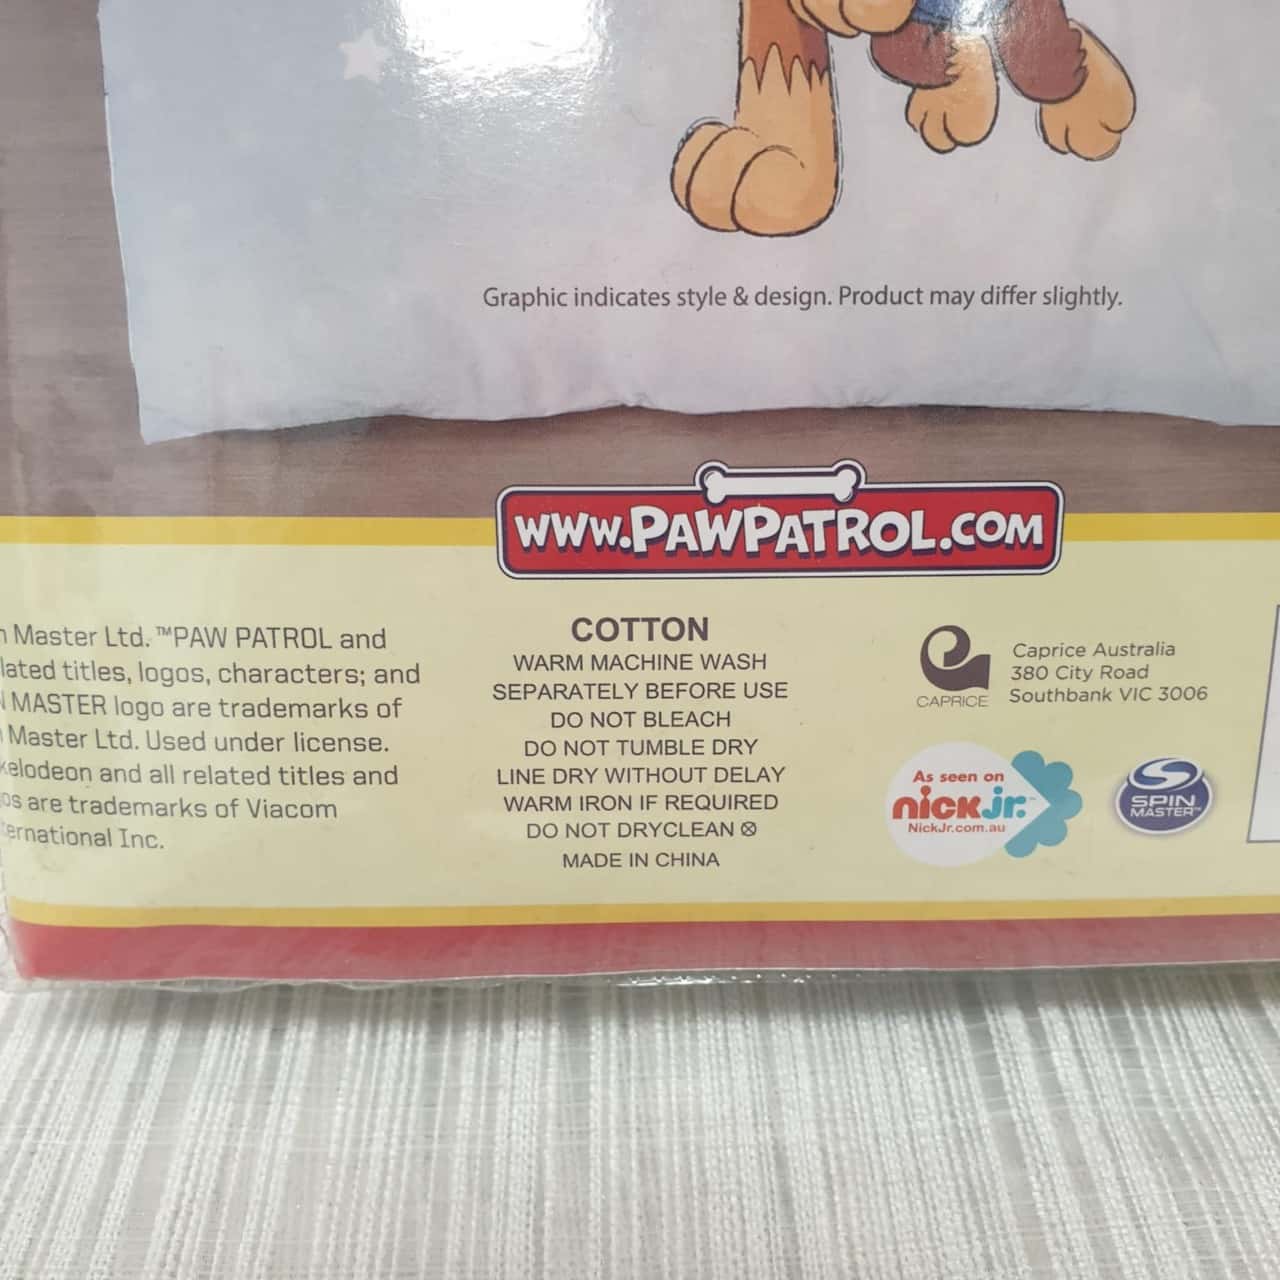 Graphic indicates style & design. Product may differ slightly.
WWW.PAWPATROL.COM
Master Ltd. ™PAW PATROL and
titles, logos, characters; and
MASTER logo are trademarks of
Master Ltd. Used under license.
and all related titles and
are trademarks of Viacom
Inc.
COTTON
WARM MACHINE WASH
SEPARATELY BEFORE USE
DO NOT BLEACH
DO NOT TUMBLE DRY
LINE DRY WITHOUT DELAY
WARM IRON IF REQUIRED
DO NOT DRYCLEAN ⊗
MADE IN CHINA
CAPRICE
Caprice Australia
380 City Road
Southbank VIC 3006
As seen on
nick jr.™
NickJr.com.au
SPIN
MASTER™